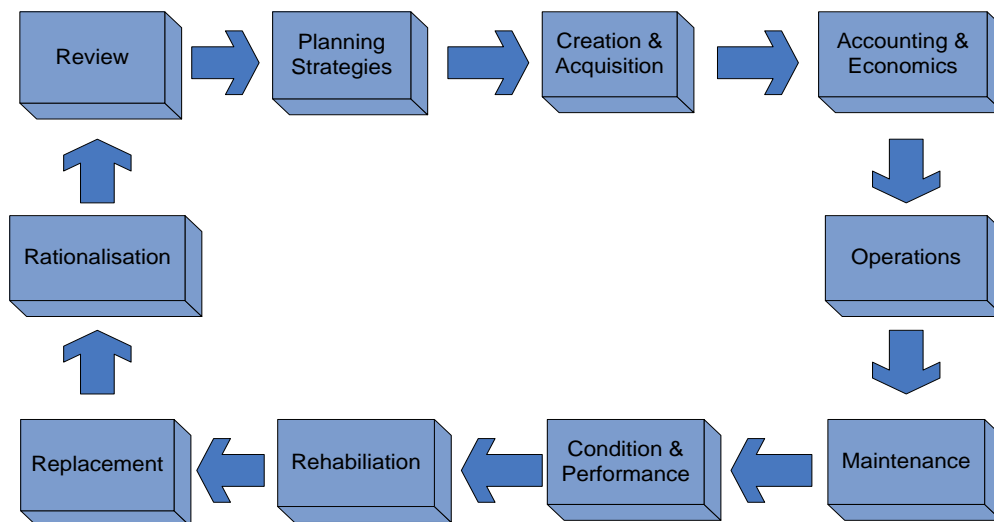 Review
Planning
Strategies
Creation &
Acquisition
Accounting &
Economics
Rationalisation
Operations
Replacement
Rehabiliation
Condition &
Performance
Maintenance